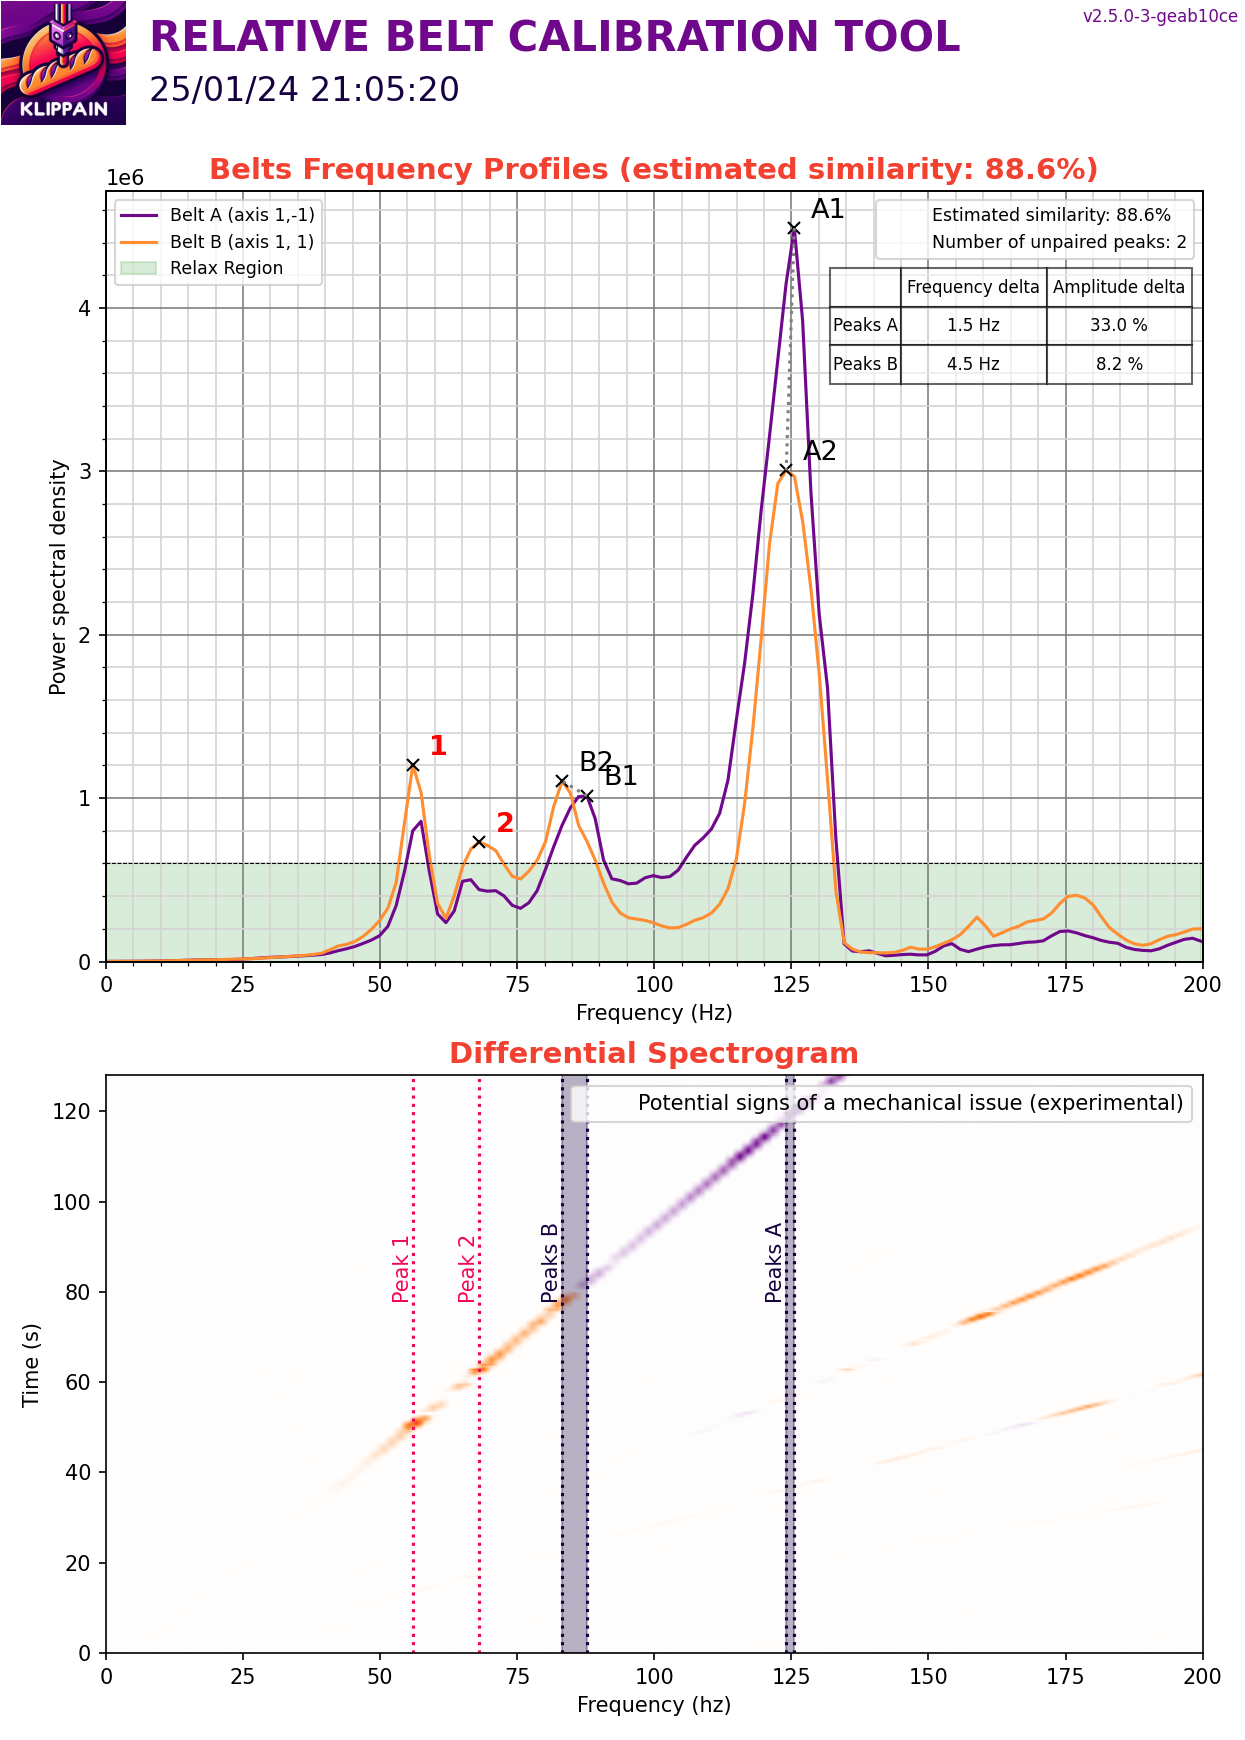 v2.5.0-3-geab10ce
RELATIVE BELT CALIBRATION TOOL
25/01/24 21:05:20
KLIPPAIN
Belts Frequency Profiles (estimated similarity: 88.6%)
1e6
Belt A (axis 1,-1)
Belt B (axis 1, 1)
Relax Region
A1
Estimated similarity: 88.6%
Number of unpaired peaks: 2
Frequency delta Amplitude delta
Peaks A 1.5 Hz 33.0 %
Peaks B 4.5 Hz 8.2 %
A2
1
B2
B1
2
Power spectral density
4
3
2
1
0
0 25 50 75 100 125 150 175 200
Frequency (Hz)
Differential Spectrogram
Potential signs of a mechanical issue (experimental)
Peak 1
Peak 2
Peaks B
Peaks A
Time (s)
120
100
80
60
40
20
0
0 25 50 75 100 125 150 175 200
Frequency (hz)